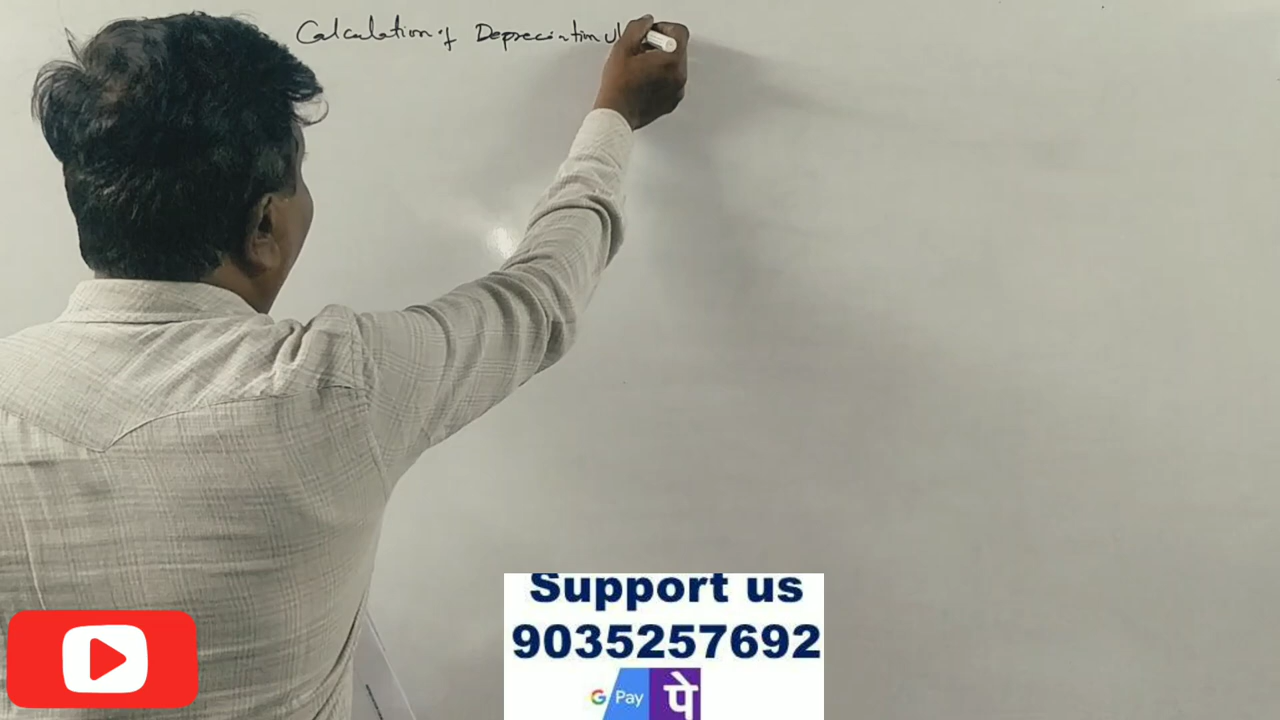 Calculation of Depreciation U
Support us
9035257692
G Pay पे